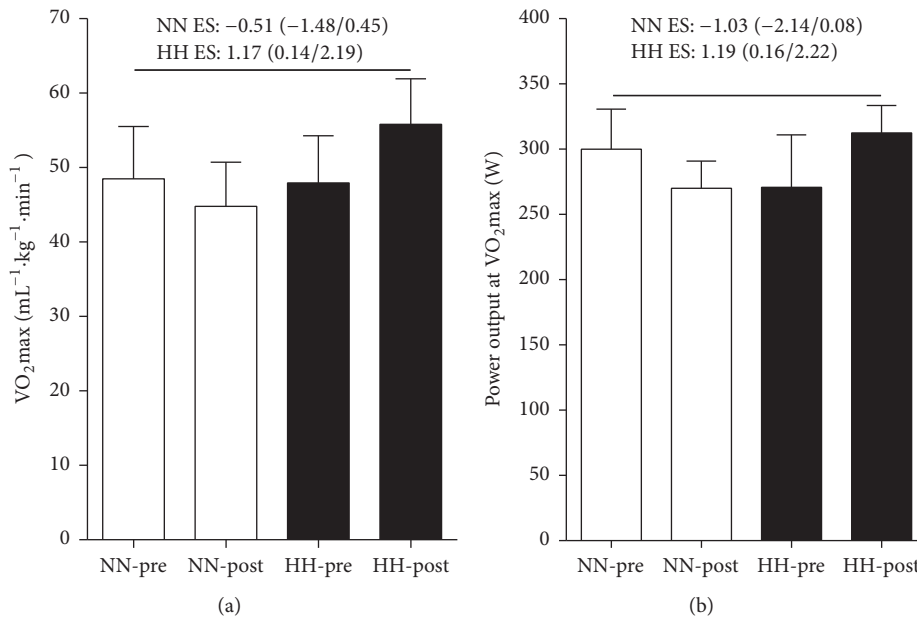 NN ES: −0.51 (−1.48/0.45)
HH ES: 1.17 (0.14/2.19)
VO₂max (mL⁻¹·kg⁻¹·min⁻¹ )
70
60
50
40
30
20
10
0
NN-pre NN-post HH-pre HH-post
(a)
NN ES: −1.03 (−2.14/0.08)
HH ES: 1.19 (0.16/2.22)
Power output at VO₂max (W)
400
350
300
250
200
150
100
50
0
NN-pre NN-post HH-pre HH-post
(b)